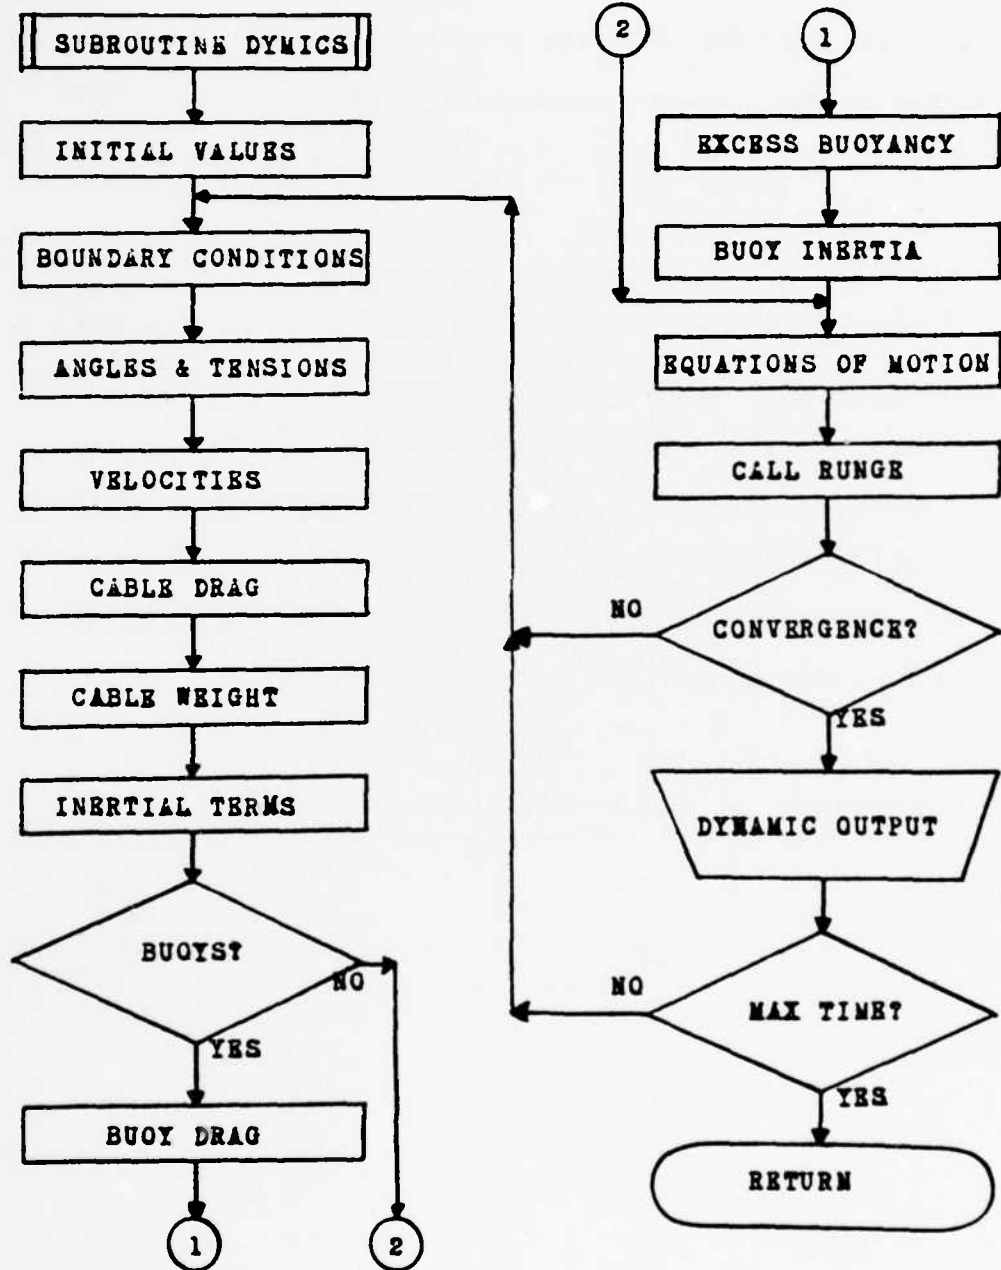 SUBROUTINE DYMICS
INITIAL VALUES
BOUNDARY CONDITIONS
ANGLES & TENSIONS
VELOCITIES
CABLE DRAG
CABLE WEIGHT
INERTIAL TERMS
BUOYS?
NO
YES
BUOY DRAG
1
2
2
1
EXCESS BUOYANCY
BUOY INERTIA
EQUATIONS OF MOTION
CALL RUNGE
NO
CONVERGENCE?
YES
DYNAMIC OUTPUT
NO
MAX TIME?
YES
RETURN